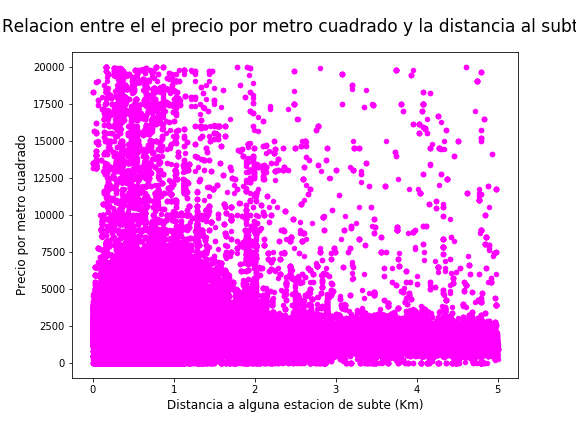 Relacion entre el el precio por metro cuadrado y la distancia al subt
Precio por metro cuadrado
20000
17500
15000
12500
10000
7500
5000
2500
0
0 1 2 3 4 5
Distancia a alguna estacion de subte (Km)